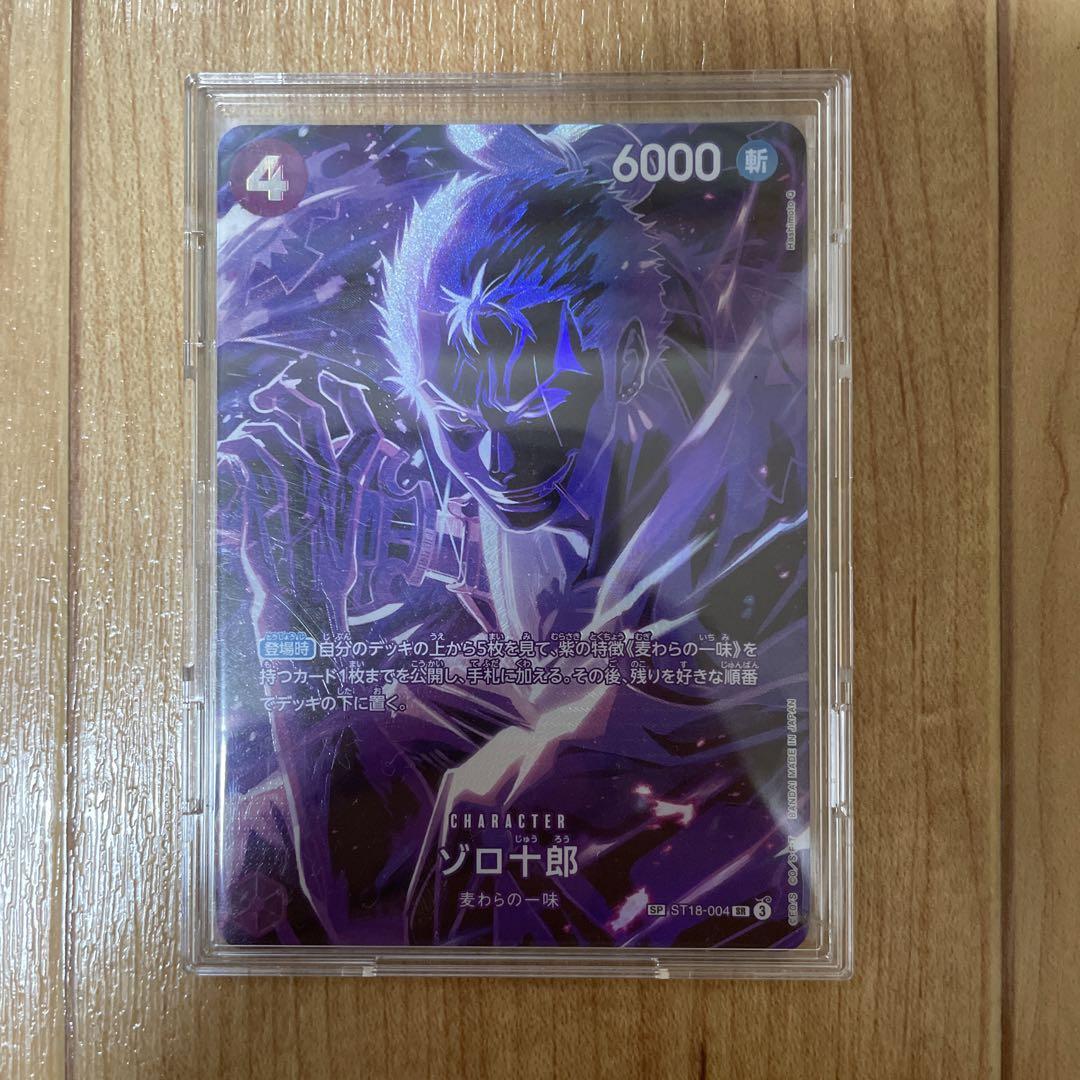 4
6000 斬
Hashimoto Q
登場時 自分のデッキの上から5枚を見て、紫の特徴《麦わらの一味》を
持つカード1枚までを公開し、手札に加える。その後、残りを好きな順番
でデッキの下に置く。
CHARACTER
ゾロ十郎
麦わらの一味
SP ST18-004 SR 3
BANDAI MADE IN JAPAN